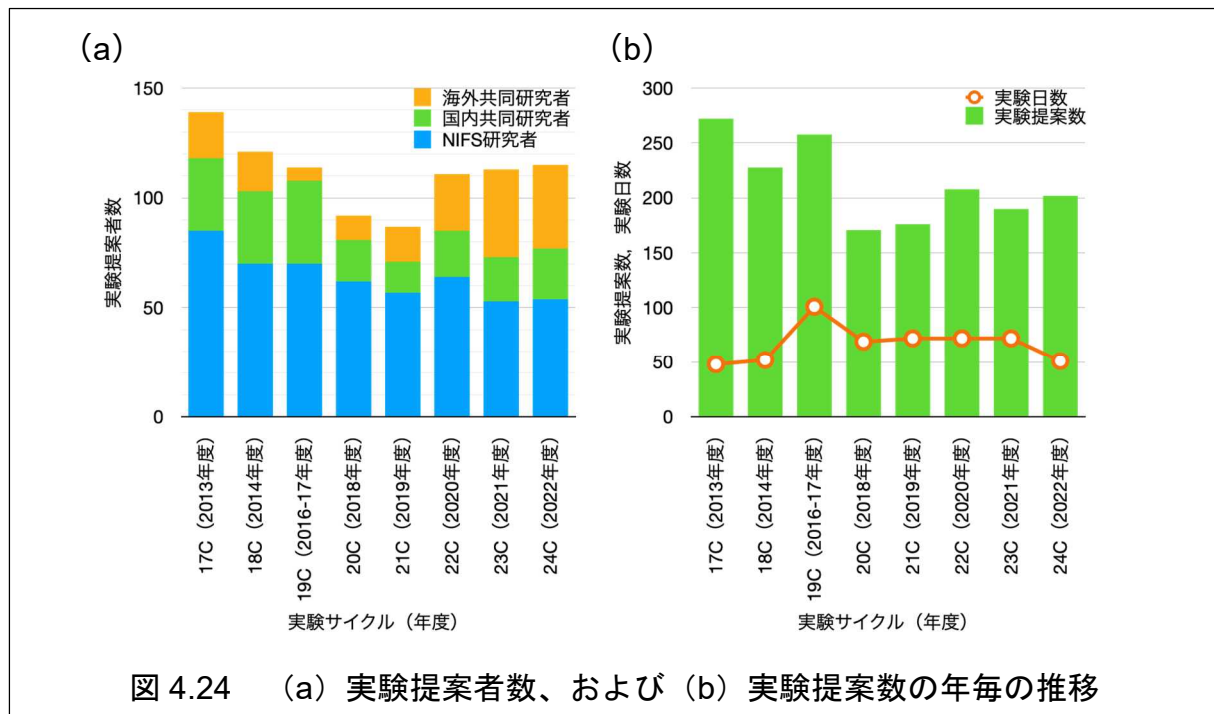 （a）
150
100
50
0
実験提案者数
海外共同研究者
国内共同研究者
NIFS研究者
17C（2013年度）
18C（2014年度）
19C（2016-17年度）
20C（2018年度）
21C（2019年度）
22C（2020年度）
23C（2021年度）
24C（2022年度）
実験サイクル（年度）
（b）
300
250
200
150
100
50
0
実験提案数，実験日数
実験日数
実験提案数
17C（2013年度）
18C（2014年度）
19C（2016-17年度）
20C（2018年度）
21C（2019年度）
22C（2020年度）
23C（2021年度）
24C（2022年度）
実験サイクル（年度）
図 4.24　（a）実験提案者数、および（b）実験提案数の年毎の推移